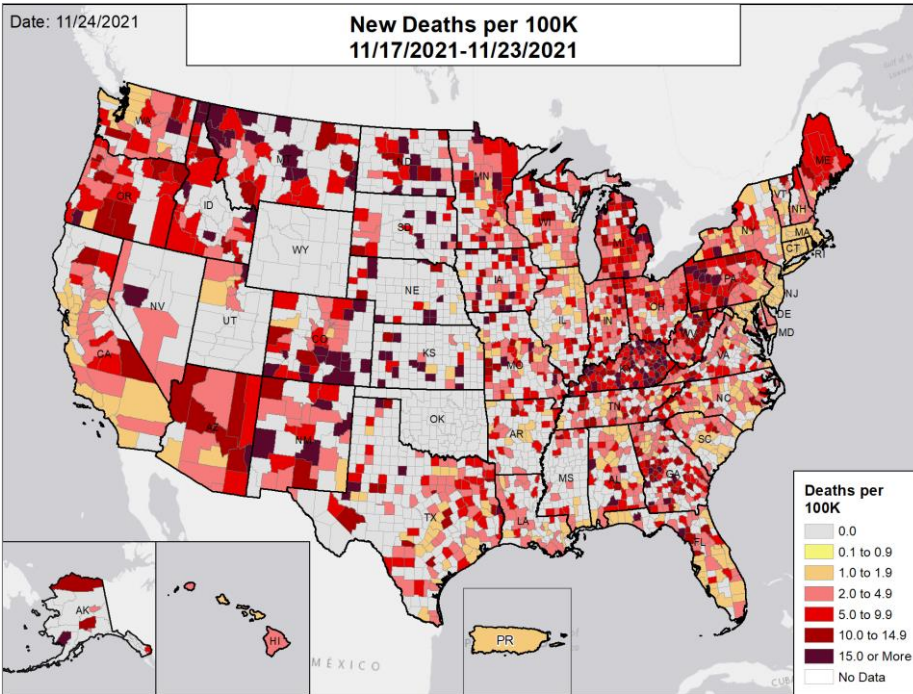 Date: 11/24/2021
New Deaths per 100K
11/17/2021-11/23/2021
WA
MT
ND
MN
ME
OR
ID
SD
WI
VT
NH
NY
MA
CT
RI
WY
MI
IA
PA
NJ
NE
OH
DE
MD
NV
UT
IL
IN
WV
VA
CO
KS
MO
KY
CA
NC
TN
OK
AR
SC
AZ
NM
MS
AL
GA
TX
LA
FL
AK
HI
PR
MÉXICO
CUBA
Deaths per
100K
0.0
0.1 to 0.9
1.0 to 1.9
2.0 to 4.9
5.0 to 9.9
10.0 to 14.9
15.0 or More
No Data